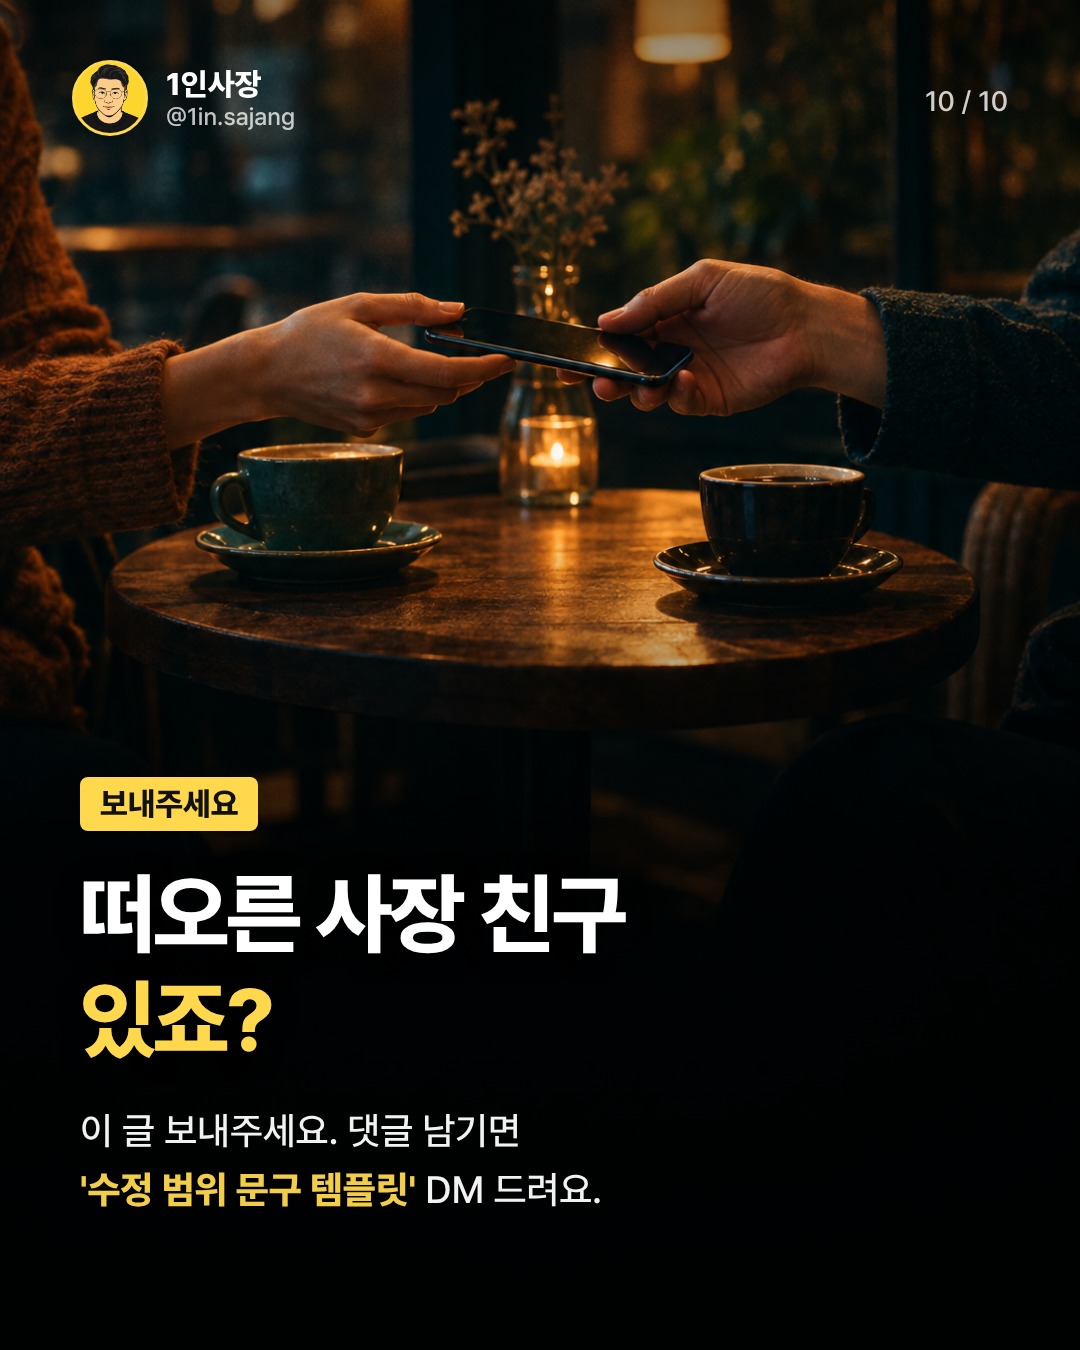 1인사장
@1in.sajang
10 / 10
보내주세요
떠오른 사장 친구
있죠?
이 글 보내주세요. 댓글 남기면
'수정 범위 문구 템플릿' DM 드려요.